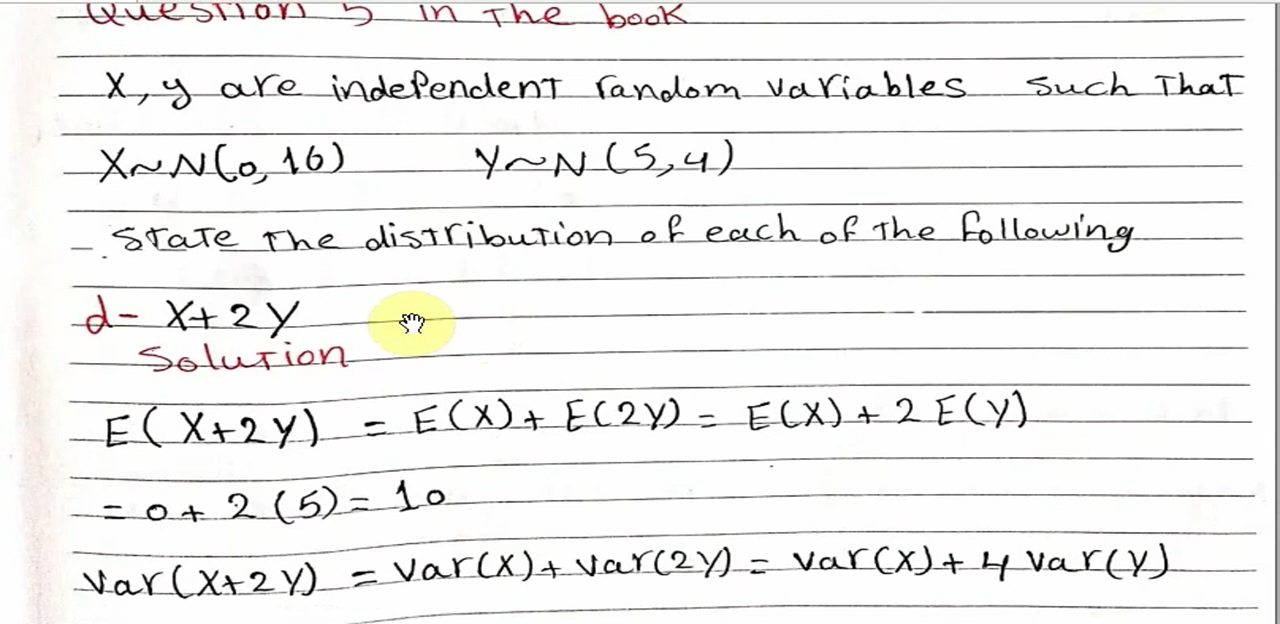 Question 5 in The book
X, y are independent random variables such That
X~N(0, 16) Y~N(5,4)
- State The distribution of each of the following
d- X+2Y
Solution
E(X+2Y) = E(X)+ E(2Y) = E(X) + 2 E(Y)
= 0 + 2 (5) = 10
Var(X+2Y) = Var(X)+ Var(2Y) = Var(X)+ 4 Var(Y)